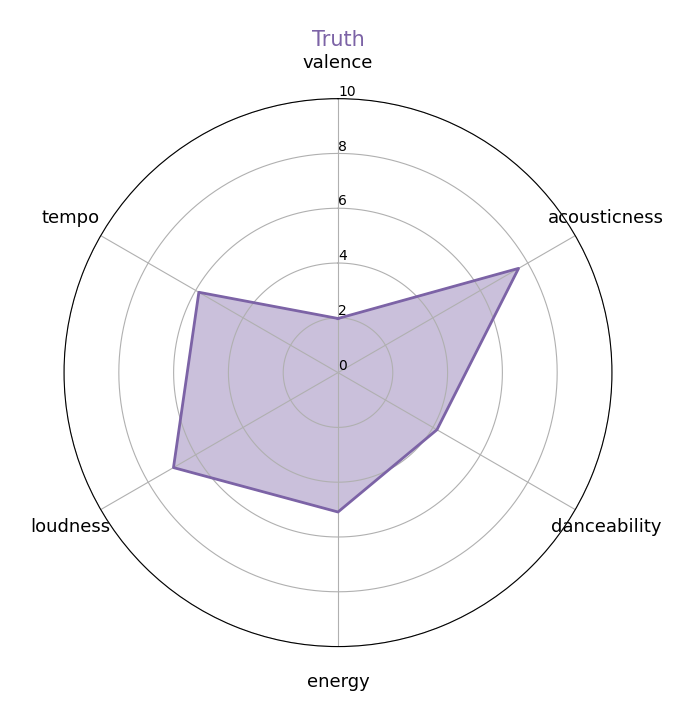 Truth
valence
10
8
tempo
6
acousticness
4
2
0
loudness
danceability
energy